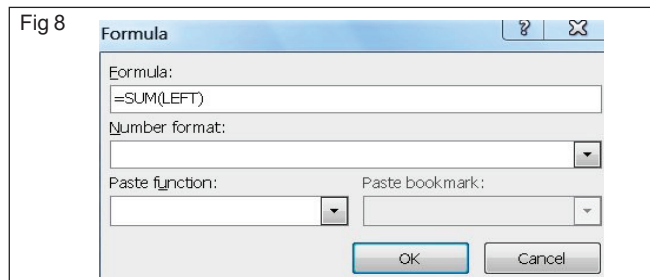 Fig 8
Formula
Formula:
=SUM(LEFT)
Number format:
Paste function: Paste bookmark:
OK Cancel